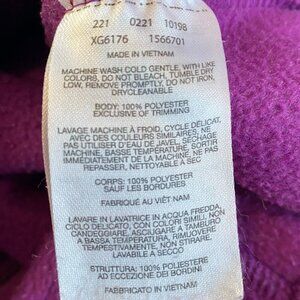 221 0221 10198
XG6176 1566701
MADE IN VIETNAM
MACHINE WASH COLD GENTLE, WITH LIKE
COLORS, DO NOT BLEACH, TUMBLE DRY
LOW, REMOVE PROMPTLY, DO NOT IRON,
DRYCLEANABLE
BODY: 100% POLYESTER
EXCLUSIVE OF TRIMMING
LAVAGE MACHINE À FROID, CYCLE DÉLICAT,
AVEC DES COULEURS SIMILAIRES, NE
PAS UTILISER D'EAU DE JAVEL, SÉCHAGE
MACHINE, BASSE TEMPÉRATURE, SORTIR
IMMÉDIATEMENT DE LA MACHINE, NE PAS
REPASSER, NETTOYABLE A SEC
CORPS: 100% POLYESTER
SAUF LES BORDURES
FABRIQUÉ AU VIÊT NAM
LAVARE IN LAVATRICE IN ACQUA FREDDA,
CICLO DELICATO, CON COLORI SIMILI, NON
CANDEGGIARE, ASCIUGARE A TAMBURO
A BASSA TEMPERATURA, RIMUOVERE
TEMPESTIVAMENTE, NON STIRARE.
LAVABILE A SECO
STRUTTURA: 100% POLIESTERE
AD ECCEZIONE DEI BORDINI
FABBRICATO IN VIETNAM